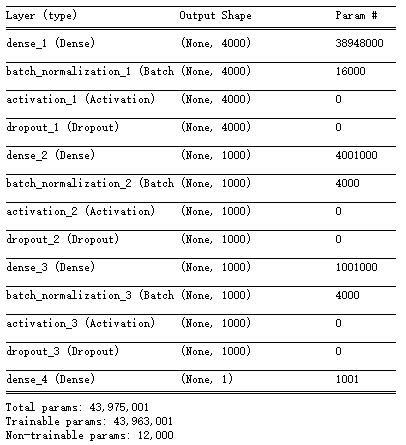 Layer (type) Output Shape Param #
dense_1 (Dense) (None, 4000) 38948000
batch_normalization_1 (Batch (None, 4000) 16000
activation_1 (Activation) (None, 4000) 0
dropout_1 (Dropout) (None, 4000) 0
dense_2 (Dense) (None, 1000) 4001000
batch_normalization_2 (Batch (None, 1000) 4000
activation_2 (Activation) (None, 1000) 0
dropout_2 (Dropout) (None, 1000) 0
dense_3 (Dense) (None, 1000) 1001000
batch_normalization_3 (Batch (None, 1000) 4000
activation_3 (Activation) (None, 1000) 0
dropout_3 (Dropout) (None, 1000) 0
dense_4 (Dense) (None, 1) 1001
Total params: 43,975,001
Trainable params: 43,963,001
Non-trainable params: 12,000